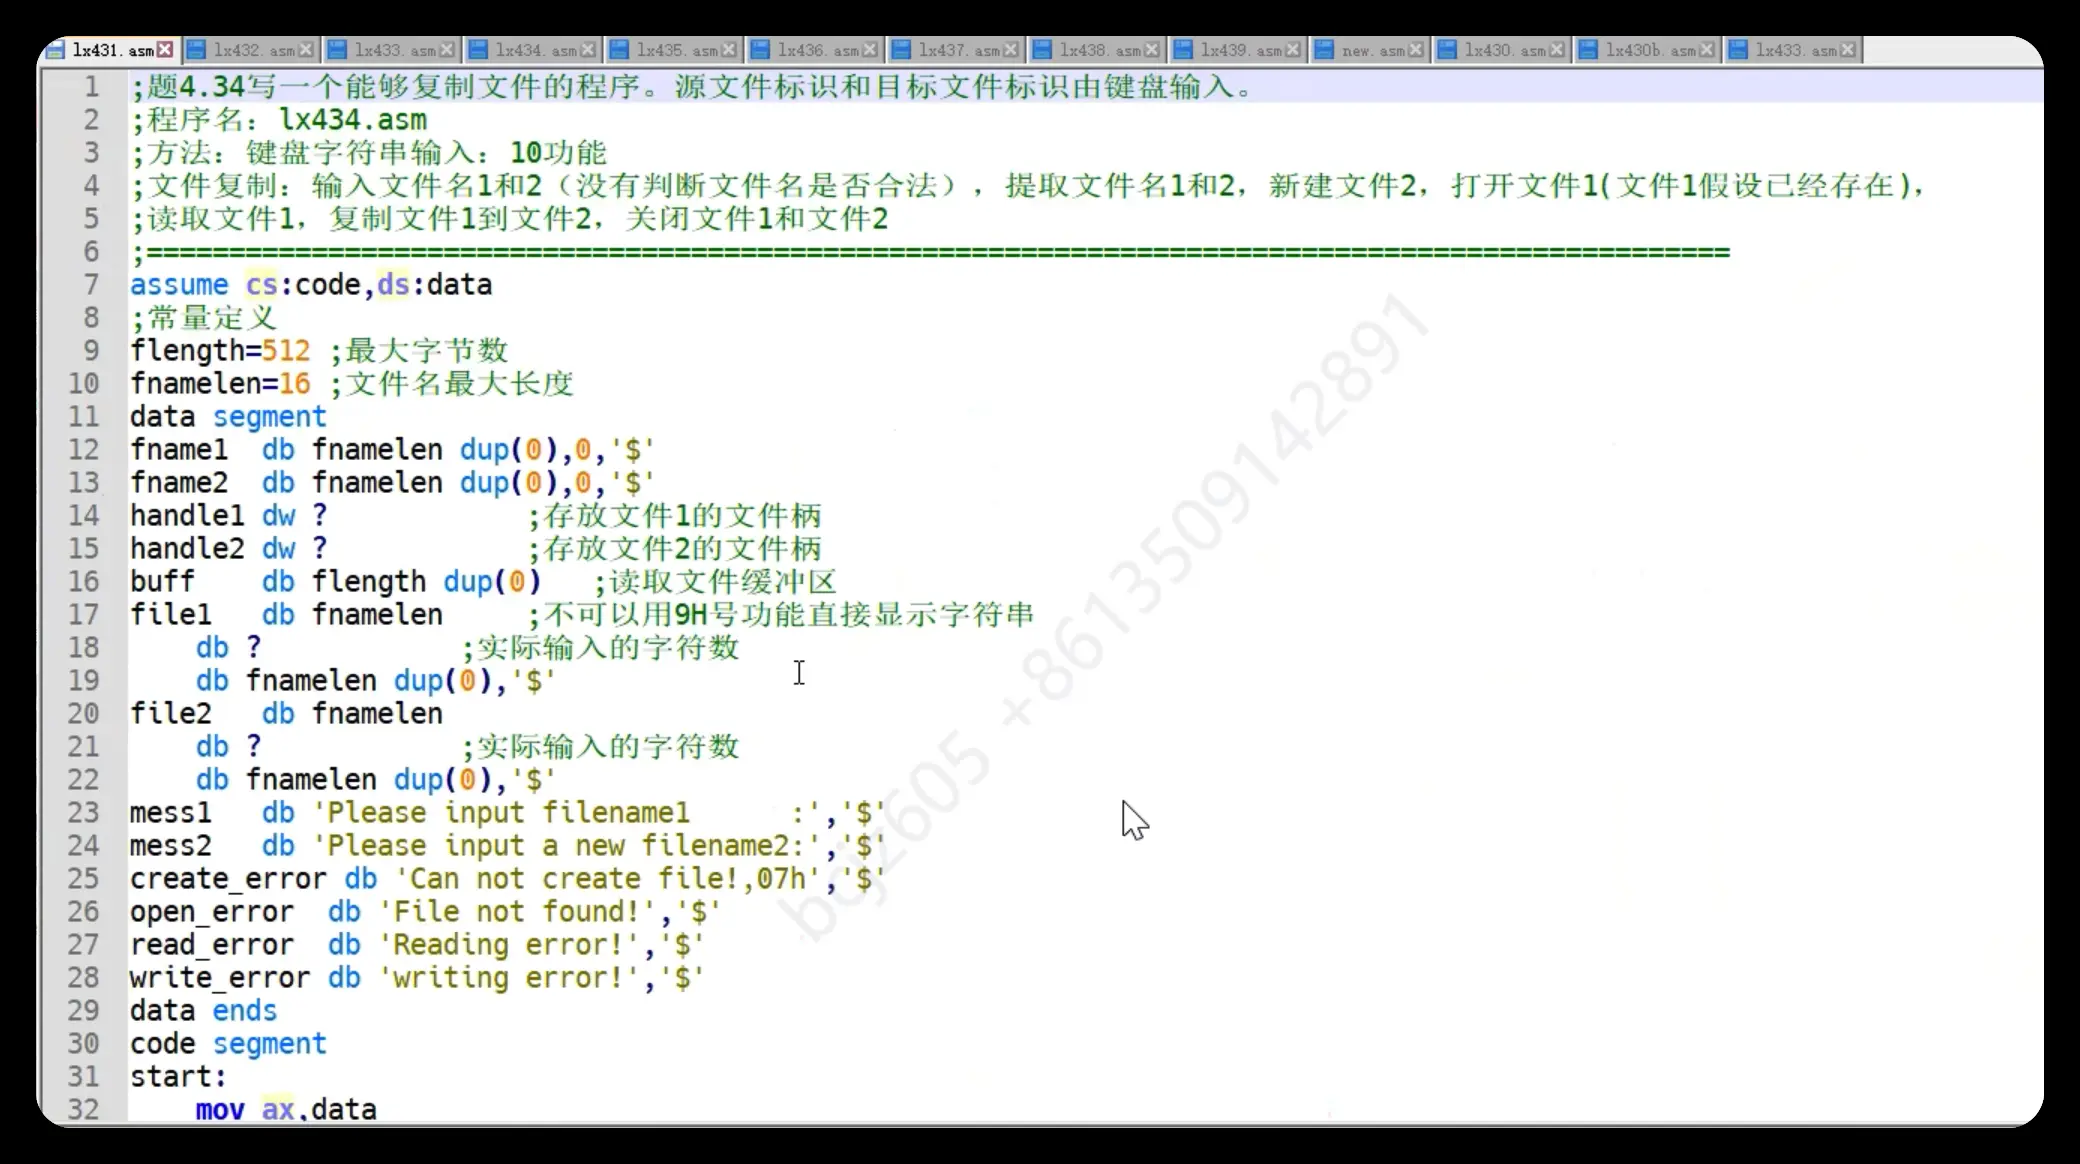 lx431.asm lx432.asm lx433.asm lx434.asm lx435.asm lx436.asm lx437.asm lx438.asm lx439.asm new.asm lx430.asm lx430b.asm lx433.asm
1 ;题4.34写一个能够复制文件的程序。源文件标识和目标文件标识由键盘输入。
2 ;程序名：lx434.asm
3 ;方法：键盘字符串输入：10功能
4 ;文件复制：输入文件名1和2（没有判断文件名是否合法），提取文件名1和2，新建文件2，打开文件1(文件1假设已经存在)，
5 ;读取文件1，复制文件1到文件2，关闭文件1和文件2
6 ;================================================================================================
7 assume cs:code,ds:data
8 ;常量定义
9 flength=512 ;最大字节数
10 fnamelen=16 ;文件名最大长度
11 data segment
12 fname1  db fnamelen dup(0),0,'$'
13 fname2  db fnamelen dup(0),0,'$'
14 handle1 dw ?            ;存放文件1的文件柄
15 handle2 dw ?            ;存放文件2的文件柄
16 buff    db flength dup(0)   ;读取文件缓冲区
17 file1   db fnamelen     ;不可以用9H号功能直接显示字符串
18     db ?            ;实际输入的字符数
19     db fnamelen dup(0),'$'
20 file2   db fnamelen
21     db ?            ;实际输入的字符数
22     db fnamelen dup(0),'$'
23 mess1   db 'Please input filename1      :','$'
24 mess2   db 'Please input a new filename2:','$'
25 create_error db 'Can not create file!,07h','$'
26 open_error  db 'File not found!','$'
27 read_error  db 'Reading error!','$'
28 write_error db 'writing error!','$'
29 data ends
30 code segment
31 start:
32     mov ax,data
bcjz605 +8613509142891